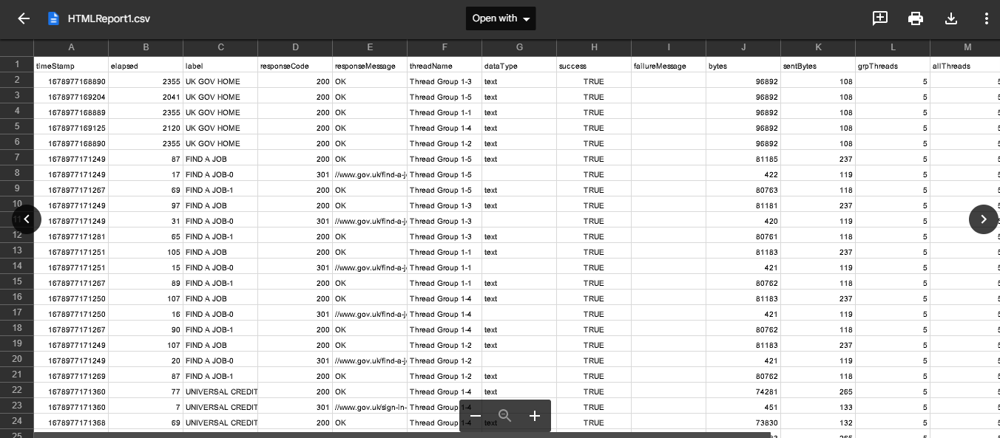 HTMLReport1.csv Open with
A B C D E F G H I J K L M
1 timeStamp elapsed label responseCode responseMessage threadName dataType success failureMessage bytes sentBytes grpThreads allThreads
2 1678977168890 2355 UK GOV HOME 200 OK Thread Group 1-3 text TRUE 96892 108 5 5
3 1678977169204 2041 UK GOV HOME 200 OK Thread Group 1-5 text TRUE 96892 108 5 5
4 1678977168889 2355 UK GOV HOME 200 OK Thread Group 1-1 text TRUE 96892 108 5 5
5 1678977169125 2120 UK GOV HOME 200 OK Thread Group 1-4 text TRUE 96892 108 5 5
6 1678977168890 2355 UK GOV HOME 200 OK Thread Group 1-2 text TRUE 96892 108 5 5
7 1678977171249 87 FIND A JOB 200 OK Thread Group 1-5 text TRUE 81185 237 5 5
8 1678977171249 17 FIND A JOB-0 301 //www.gov.uk/find-a-j Thread Group 1-5 TRUE 422 119 5 5
9 1678977171267 69 FIND A JOB-1 200 OK Thread Group 1-5 text TRUE 80763 118 5 5
10 1678977171249 97 FIND A JOB 200 OK Thread Group 1-3 text TRUE 81181 237 5 5
11 1678977171249 31 FIND A JOB-0 301 //www.gov.uk/find-a-j Thread Group 1-3 TRUE 420 119 5 5
12 1678977171281 65 FIND A JOB-1 200 OK Thread Group 1-3 text TRUE 80761 118 5 5
13 1678977171251 105 FIND A JOB 200 OK Thread Group 1-1 text TRUE 81183 237 5 5
14 1678977171251 15 FIND A JOB-0 301 //www.gov.uk/find-a-j Thread Group 1-1 TRUE 421 119 5 5
15 1678977171267 89 FIND A JOB-1 200 OK Thread Group 1-1 text TRUE 80762 118 5 5
16 1678977171250 107 FIND A JOB 200 OK Thread Group 1-4 text TRUE 81183 237 5 5
17 1678977171250 16 FIND A JOB-0 301 //www.gov.uk/find-a-j Thread Group 1-4 TRUE 421 119 5 5
18 1678977171267 90 FIND A JOB-1 200 OK Thread Group 1-4 text TRUE 80762 118 5 5
19 1678977171249 107 FIND A JOB 200 OK Thread Group 1-2 text TRUE 81183 237 5 5
20 1678977171249 20 FIND A JOB-0 301 //www.gov.uk/find-a-j Thread Group 1-2 TRUE 421 119 5 5
21 1678977171269 87 FIND A JOB-1 200 OK Thread Group 1-2 text TRUE 80762 118 5 5
22 1678977171360 77 UNIVERSAL CREDIT 200 OK Thread Group 1-4 text TRUE 74281 265 5 5
23 1678977171360 7 UNIVERSAL CREDIT 301 //www.gov.uk/sign-in- Thread Group 1-4 TRUE 451 133 5 5
24 1678977171368 69 UNIVERSAL CREDIT 200 OK Thread Group 1-4 text TRUE 73830 132 5 5
25